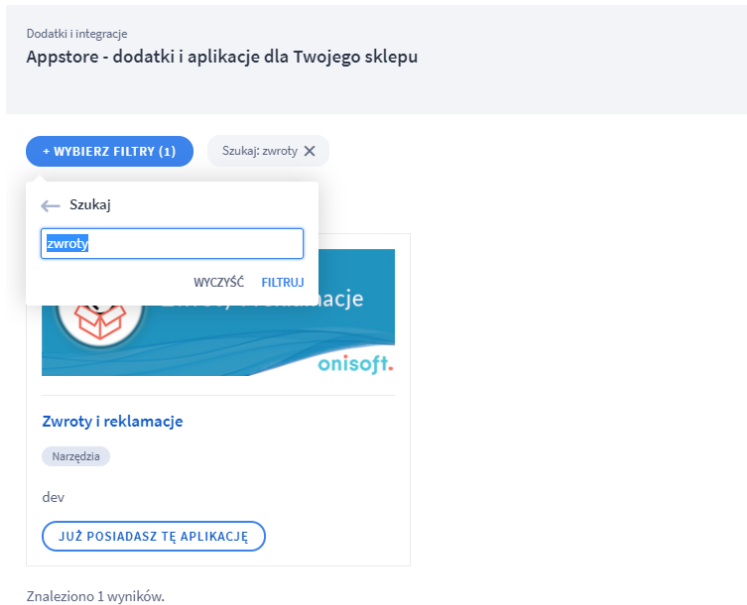 Dodatki i integracje
Appstore - dodatki i aplikacje dla Twojego sklepu
+ WYBIERZ FILTRY (1)
Szukaj: zwroty ✕
← Szukaj
zwroty
WYCZYŚĆ FILTRUJ
onisoft.
Zwroty i reklamacje
Narzędzia
dev
JUŻ POSIADASZ TĘ APLIKACJĘ
Znaleziono 1 wyników.